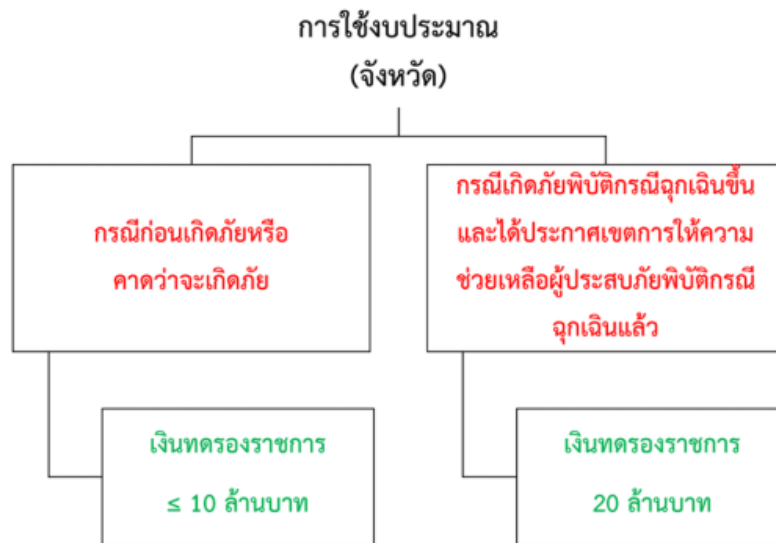 การใช้งบประมาณ
(จังหวัด)
กรณีก่อนเกิดภัยหรือ
คาดว่าจะเกิดภัย
กรณีเกิดภัยพิบัติกรณีฉุกเฉินขึ้น
และได้ประกาศเขตการให้ความ
ช่วยเหลือผู้ประสบภัยพิบัติกรณี
ฉุกเฉินแล้ว
เงินทดรองราชการ
≤ 10 ล้านบาท
เงินทดรองราชการ
20 ล้านบาท